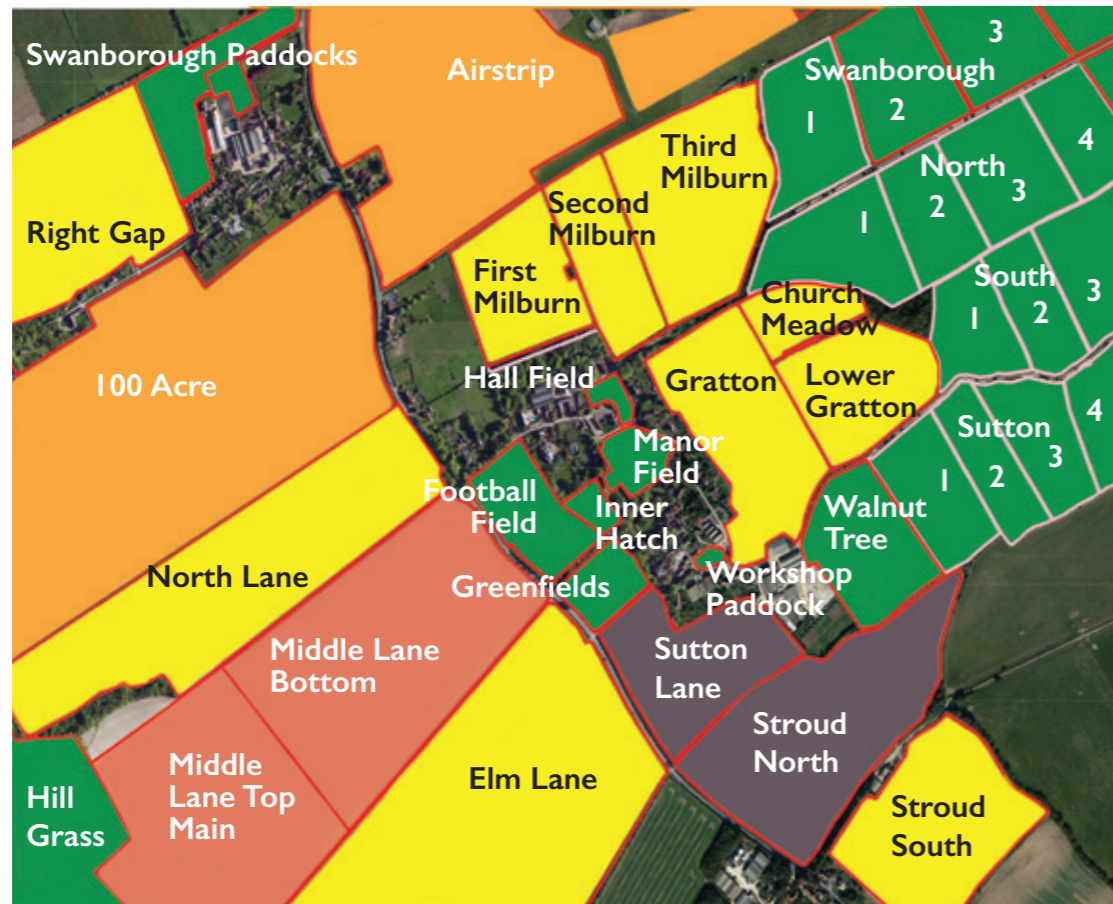 Swanborough Paddocks
Airstrip
Swanborough
1
2
3
Right Gap
Third
Milburn
Second
Milburn
First
Milburn
North
1
2
3
4
South
1
2
3
Church
Meadow
100 Acre
Hall Field
Gratton
Lower
Gratton
Manor
Field
Sutton
1
2
3
4
Football
Field
Inner
Hatch
Walnut
Tree
North Lane
Greenfields
Workshop
Paddock
Middle Lane
Bottom
Sutton
Lane
Stroud
North
Middle
Lane Top
Main
Elm Lane
Hill
Grass
Stroud
South